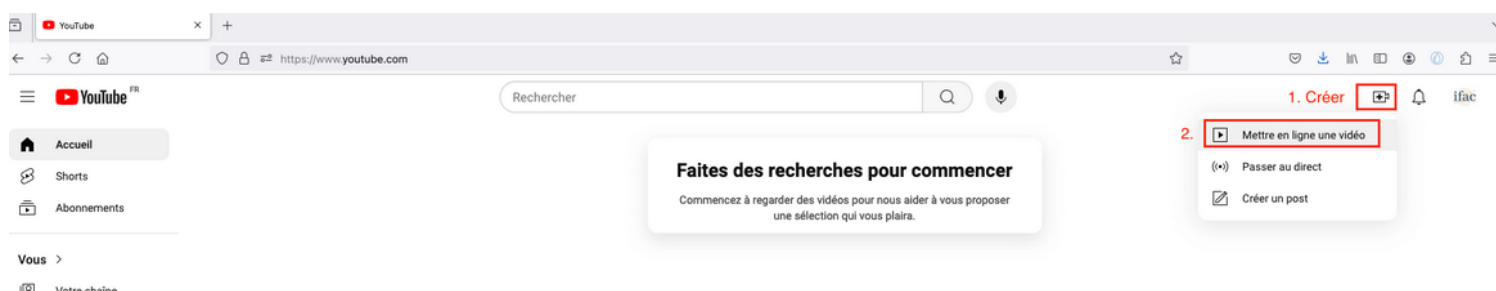 YouTube
https://www.youtube.com
YouTube FR
Rechercher
1. Créer
ifac
2.
Mettre en ligne une vidéo
Passer au direct
Créer un post
Accueil
Shorts
Abonnements
Vous
Votre chaîne
Faites des recherches pour commencer
Commencez à regarder des vidéos pour nous aider à vous proposer
une sélection qui vous plaira.